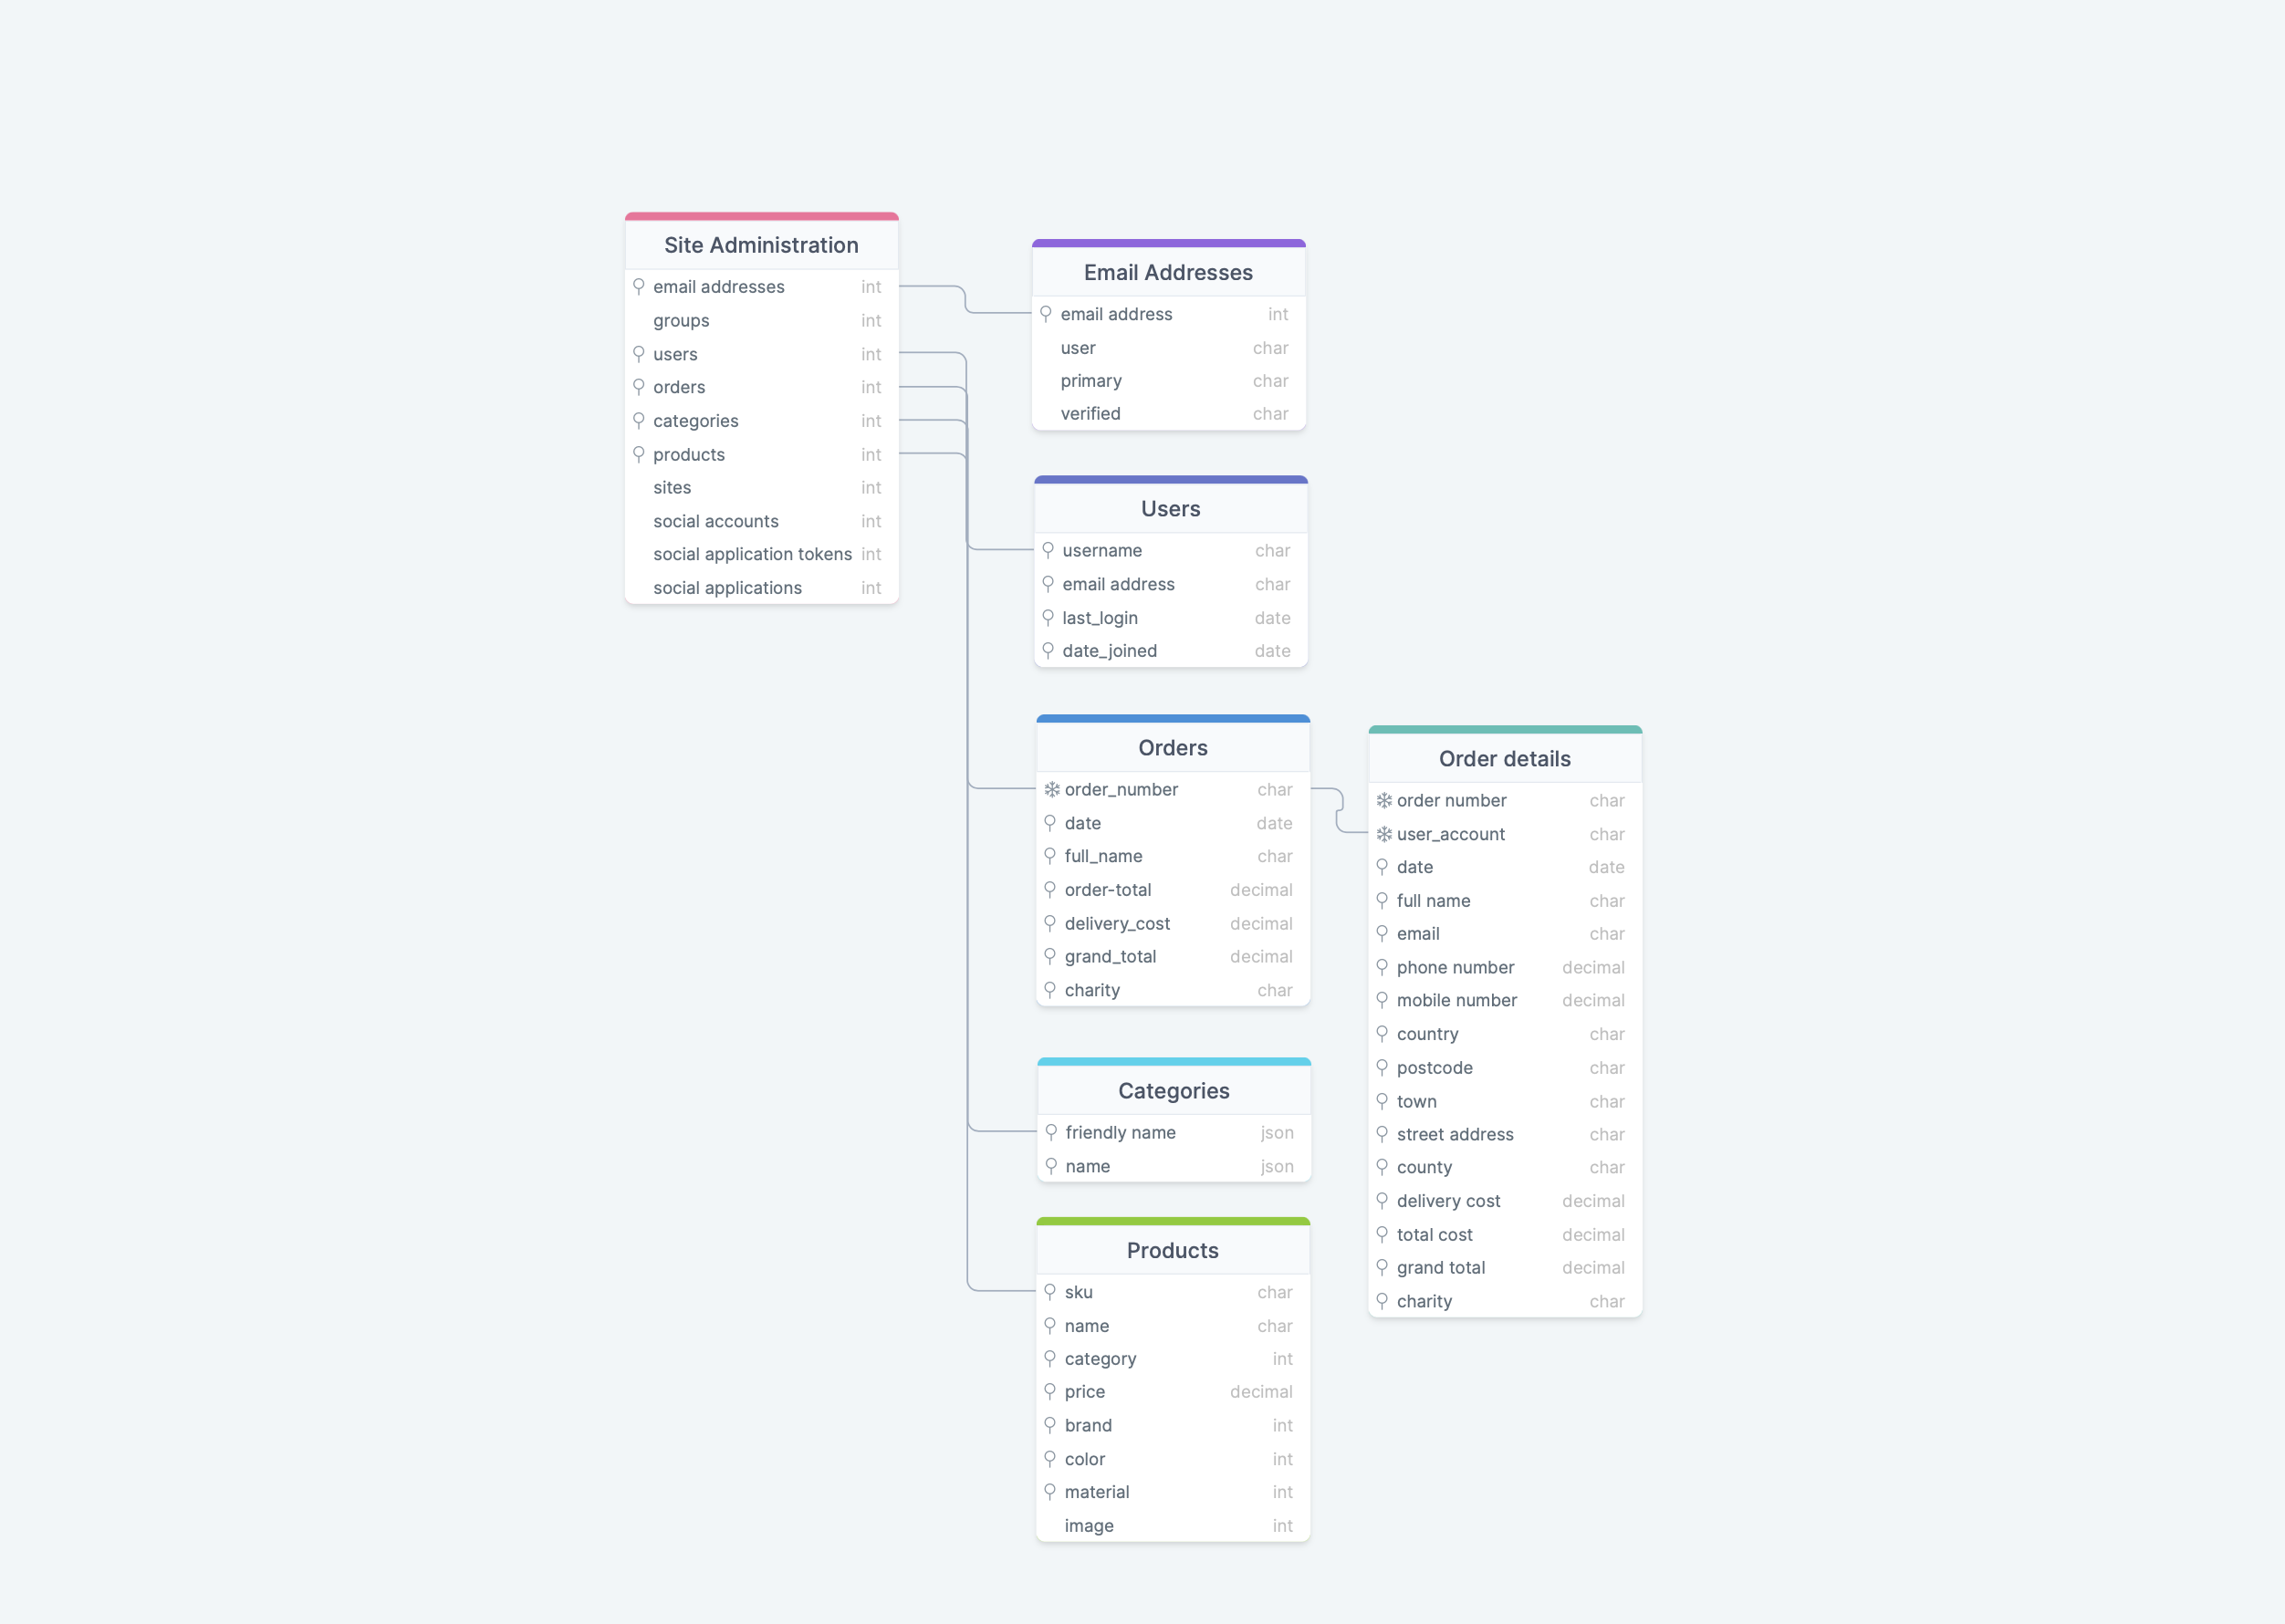 Site Administration
email addresses int
groups int
users int
orders int
categories int
products int
sites int
social accounts int
social application tokens int
social applications int
Email Addresses
email address int
user char
primary char
verified char
Users
username char
email address char
last_login date
date_joined date
Orders
order_number char
date date
full_name char
order-total decimal
delivery_cost decimal
grand_total decimal
charity char
Order details
order number char
user_account char
date date
full name char
email char
phone number decimal
mobile number decimal
country char
postcode char
town char
street address char
county char
delivery cost decimal
total cost decimal
grand total decimal
charity char
Categories
friendly name json
name json
Products
sku char
name char
category int
price decimal
brand int
color int
material int
image int